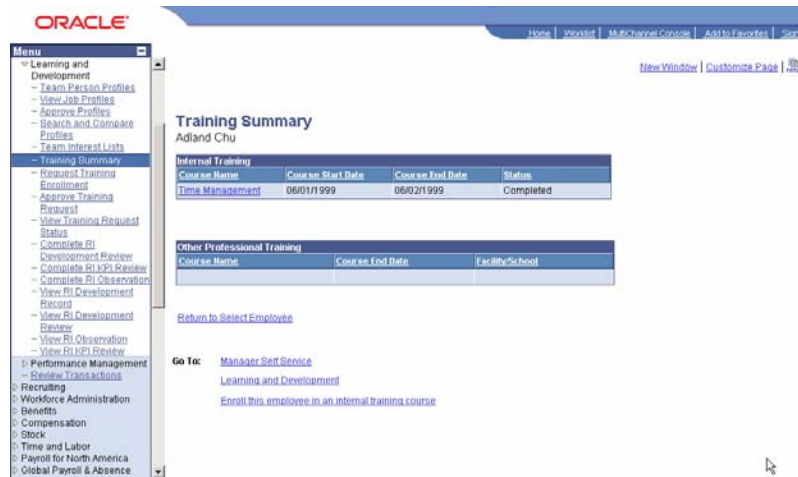 ORACLE
Home | Worklist | MultiChannel Console | Add to Favorites | Sign
Menu
Learning and
Development
– Team Person Profiles
– View Job Profiles
– Approve Profiles
– Search and Compare
Profiles
– Team Interest Lists
– Training Summary
– Request Training
Enrollment
– Approve Training
Request
– View Training Request
Status
– Complete RI
Development Review
– Complete RI KPI Review
– Complete RI Observation
– View RI Development
Record
– View RI Development
Review
– View RI Observation
– View RI KPI Review
Performance Management
– Review Transactions
Recruiting
Workforce Administration
Benefits
Compensation
Stock
Time and Labor
Payroll for North America
Global Payroll & Absence
New Window | Customize Page |
Training Summary
Adland Chu
Internal Training
Course Name Course Start Date Course End Date Status
Time Management 06/01/1999 06/02/1999 Completed
Other Professional Training
Course Name Course End Date Facility/School
Return to Select Employee
Go To: Manager Self Service
Learning and Development
Enroll this employee in an internal training course